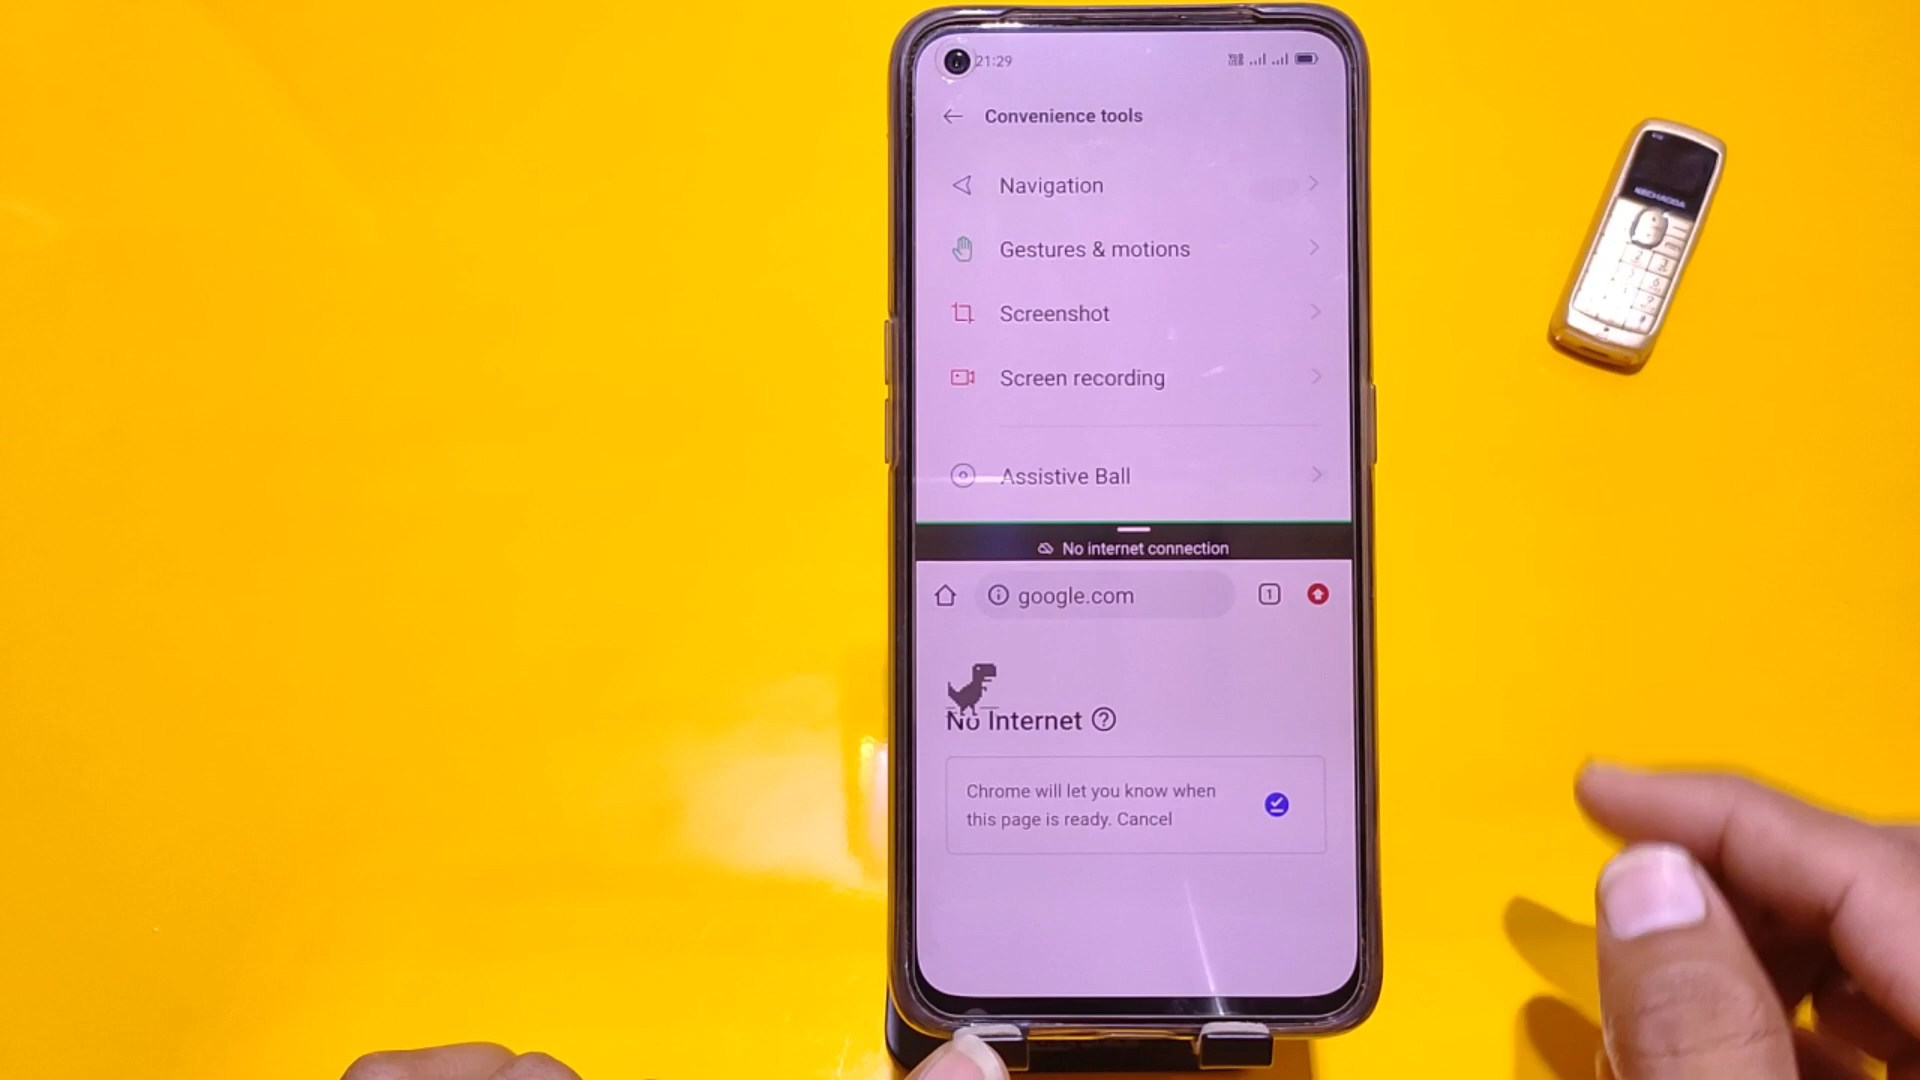 21:29
Convenience tools
Navigation
Gestures & motions
Screenshot
Screen recording
Assistive Ball
No internet connection
google.com
1
No Internet
Chrome will let you know when
this page is ready. Cancel